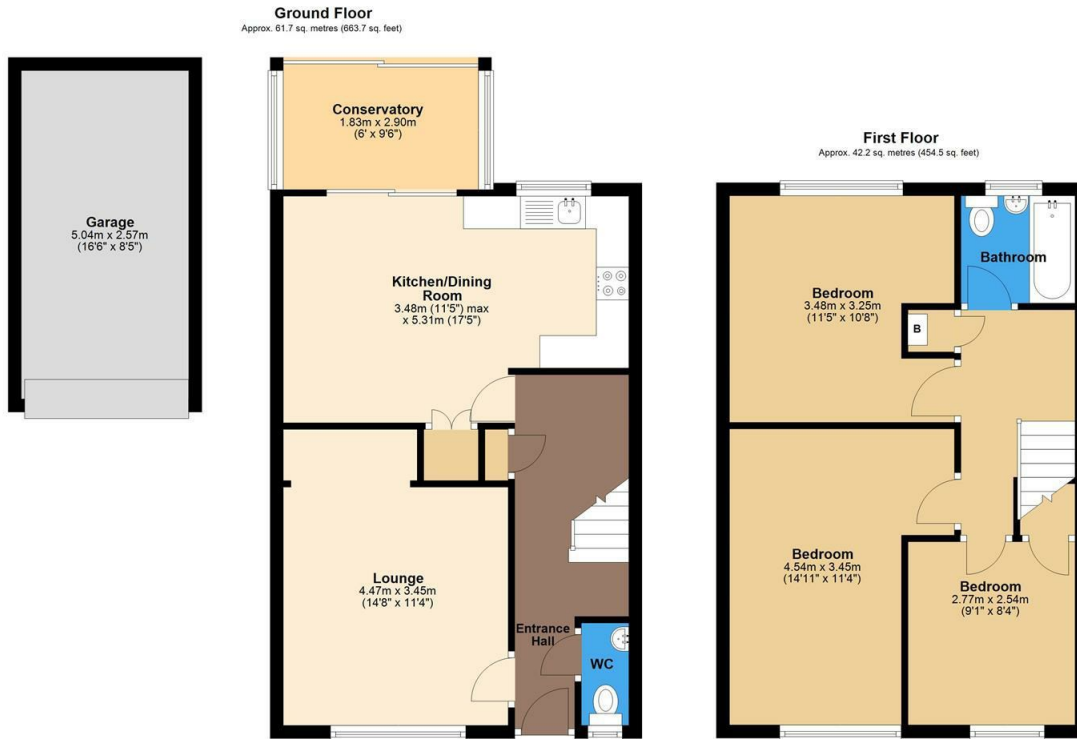 Ground Floor
Approx. 61.7 sq. metres (663.7 sq. feet)
Conservatory
1.83m x 2.90m
(6' x 9'6")
Garage
5.04m x 2.57m
(16'6" x 8'5")
Kitchen/Dining
Room
3.48m (11'5") max
x 5.31m (17'5")
Lounge
4.47m x 3.45m
(14'8" x 11'4")
Entrance
Hall
WC
First Floor
Approx. 42.2 sq. metres (454.5 sq. feet)
Bathroom
Bedroom
3.48m x 3.25m
(11'5" x 10'8")
B
Bedroom
4.54m x 3.45m
(14'11" x 11'4")
Bedroom
2.77m x 2.54m
(9'1" x 8'4")